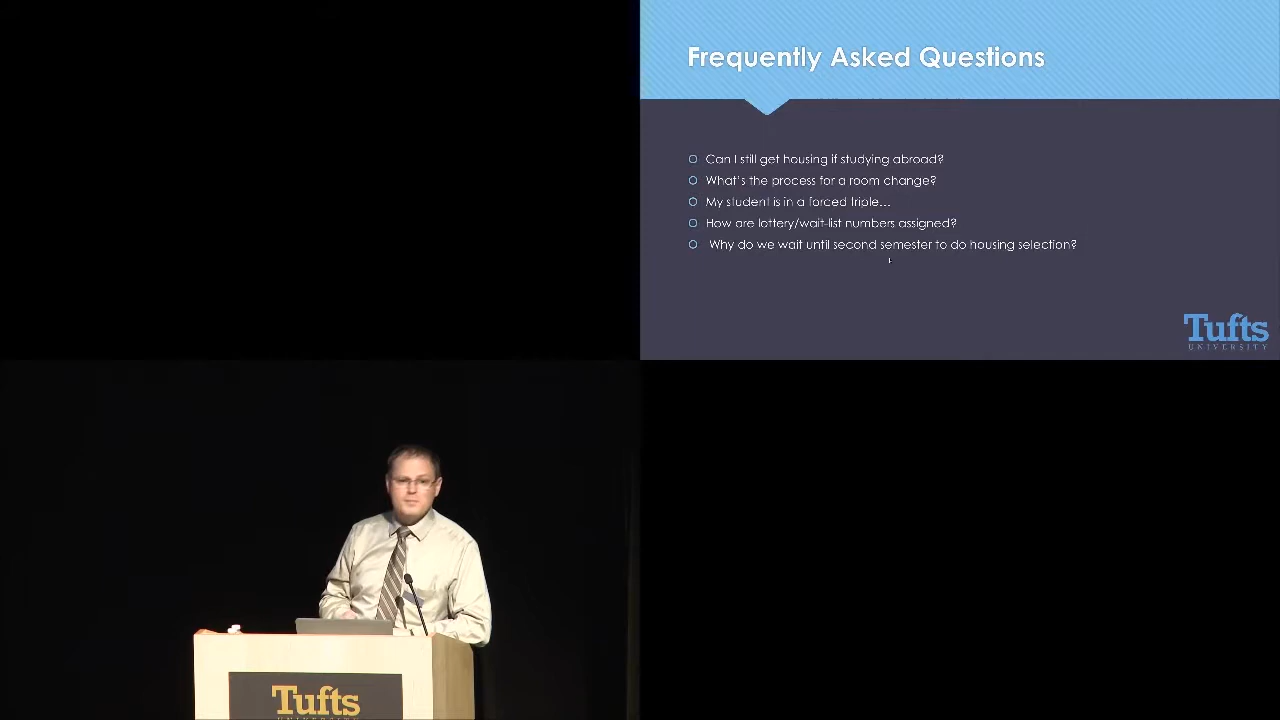 Frequently Asked Questions
Can I still get housing if studying abroad?
What's the process for a room change?
My student is in a forced triple...
How are lottery/wait-list numbers assigned?
Why do we wait until second semester to do housing selection?
Tufts
UNIVERSITY
Tufts
UNIVERSITY